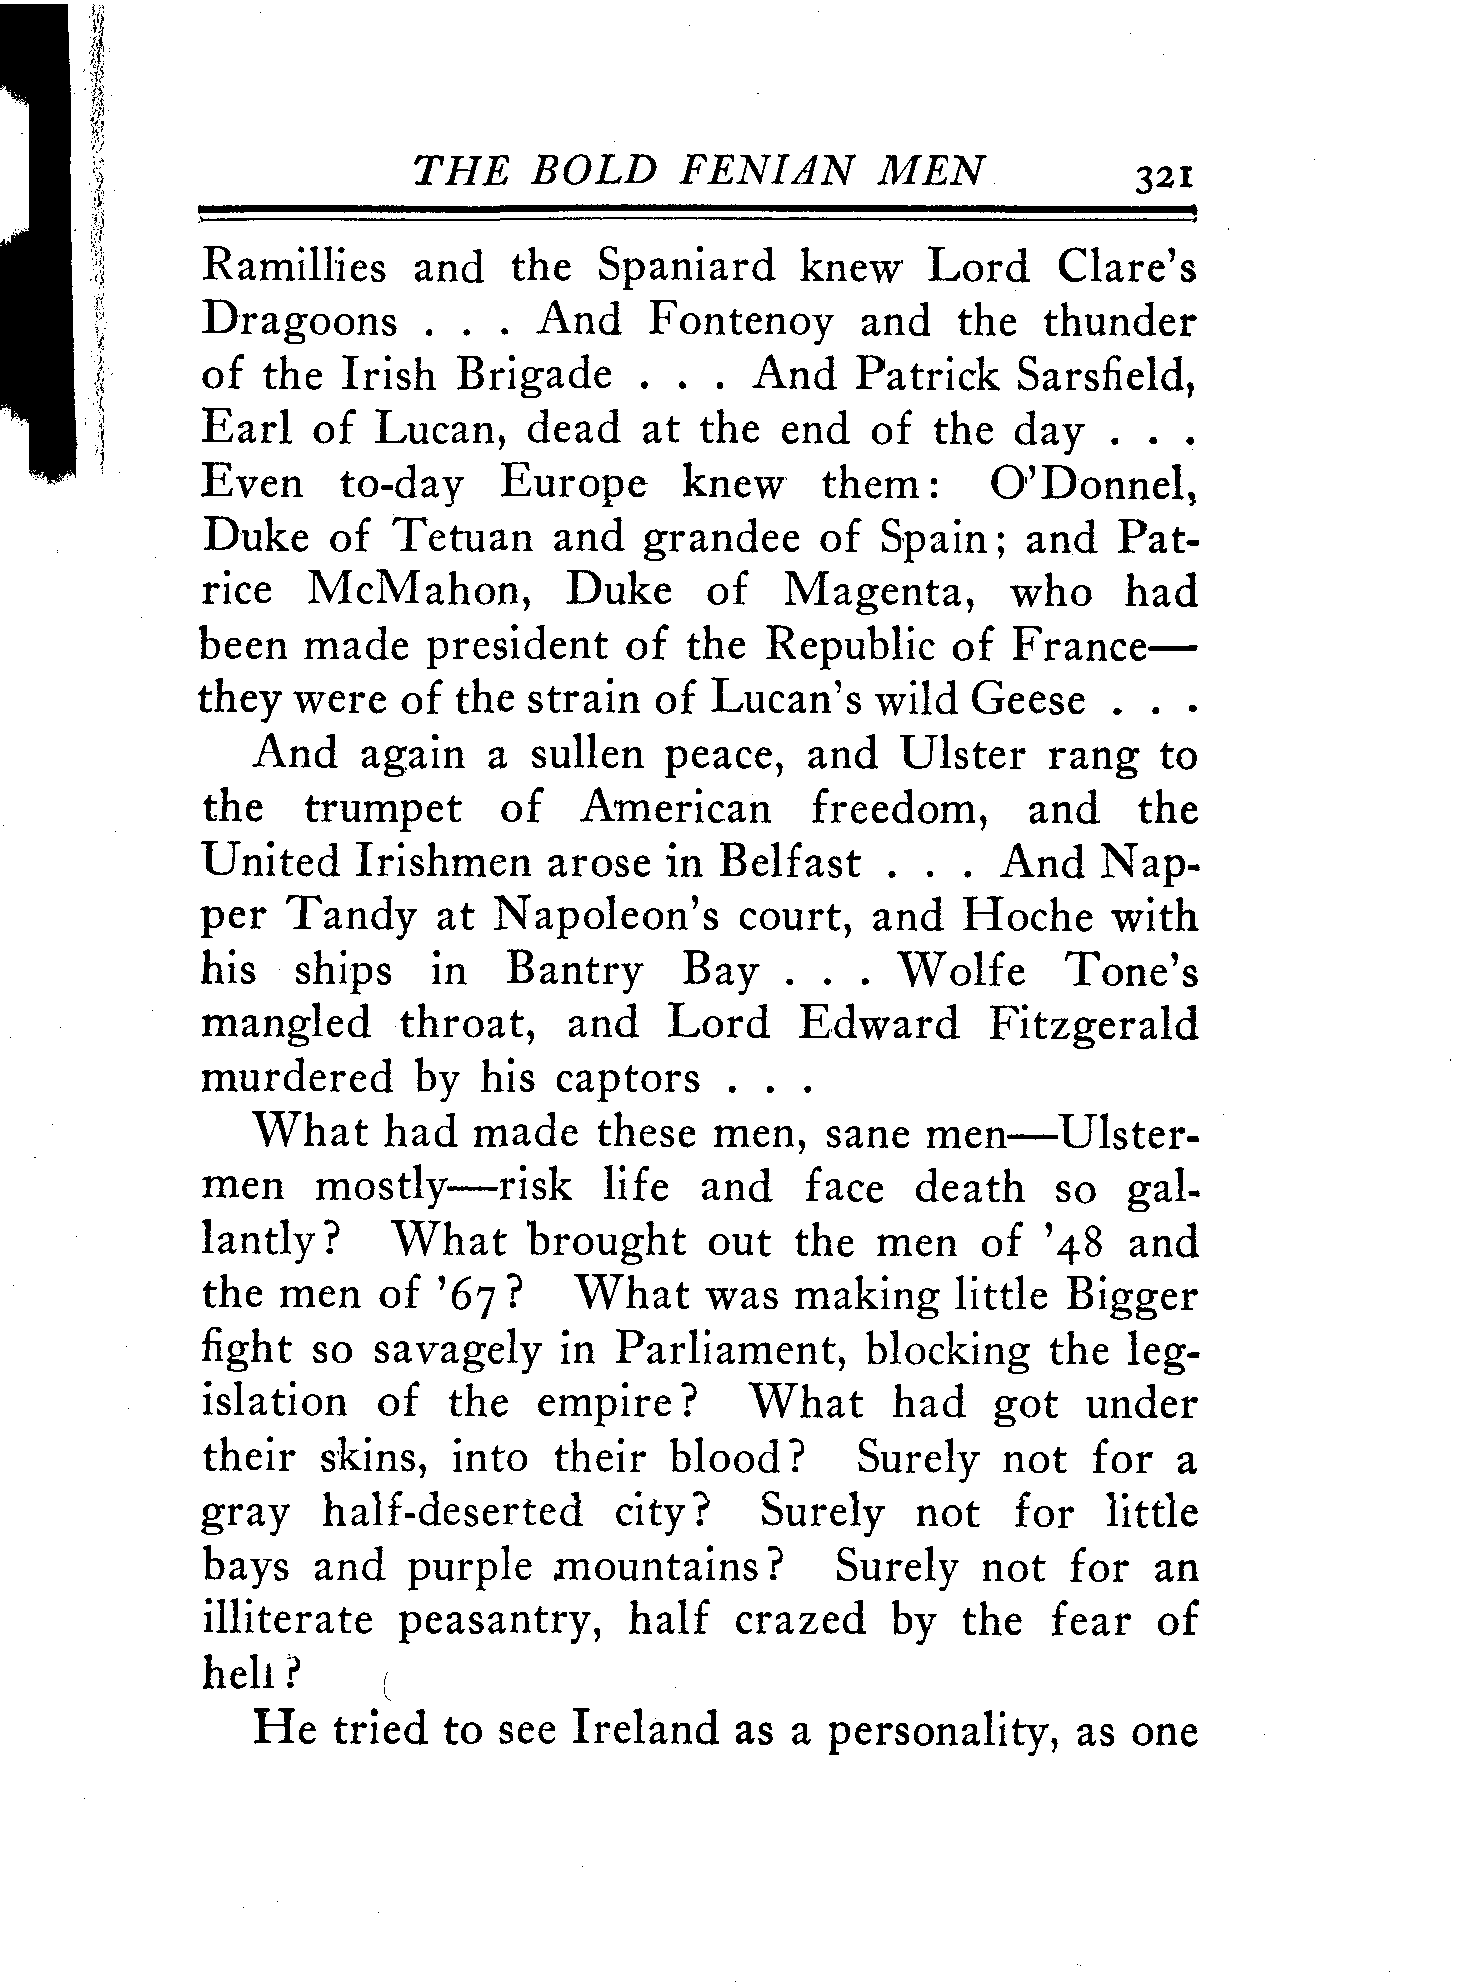 THE BOLD FENIAN MEN 321
Ramillies and the Spaniard knew Lord Clare's
Dragoons . . . And Fontenoy and the thunder
of the Irish Brigade . . . And Patrick Sarsfield,
Earl of Lucan, dead at the end of the day . . .
Even to-day Europe knew them: O'Donnel,
Duke of Tetuan and grandee of Spain; and Pat-
rice McMahon, Duke of Magenta, who had
been made president of the Republic of France—
they were of the strain of Lucan's wild Geese . . .
And again a sullen peace, and Ulster rang to
the trumpet of American freedom, and the
United Irishmen arose in Belfast . . . And Nap-
per Tandy at Napoleon's court, and Hoche with
his ships in Bantry Bay . . . Wolfe Tone's
mangled throat, and Lord Edward Fitzgerald
murdered by his captors . . .
What had made these men, sane men—Ulster-
men mostly—risk life and face death so gal-
lantly? What brought out the men of '48 and
the men of '67? What was making little Bigger
fight so savagely in Parliament, blocking the leg-
islation of the empire? What had got under
their skins, into their blood? Surely not for a
gray half-deserted city? Surely not for little
bays and purple mountains? Surely not for an
illiterate peasantry, half crazed by the fear of
hell?
He tried to see Ireland as a personality, as one